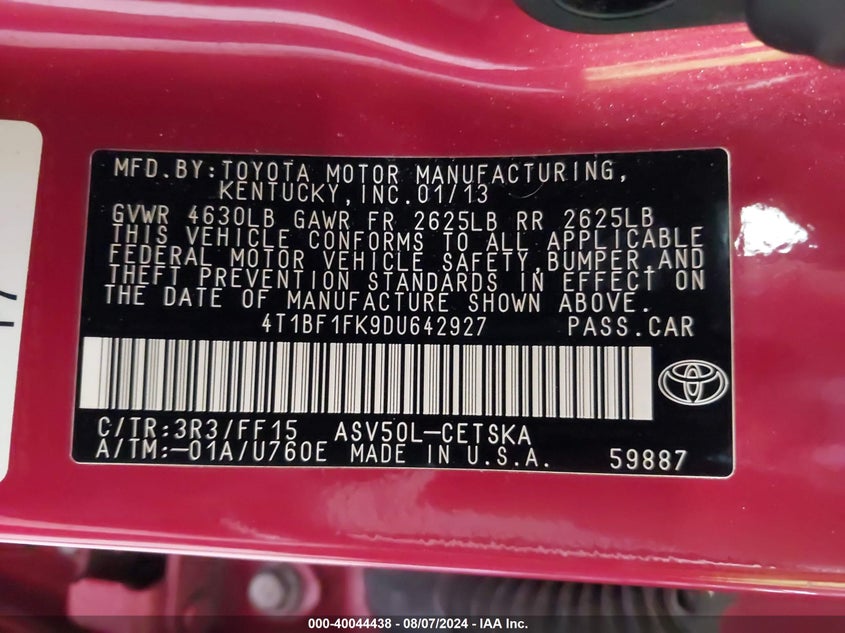 MFD.BY:TOYOTA MOTOR MANUFACTURING,
KENTUCKY,INC.01/13
GVWR 4630LB GAWR FR 2625LB RR 2625LB
THIS VEHICLE CONFORMS TO ALL APPLICABLE
FEDERAL MOTOR VEHICLE SAFETY,BUMPER,AND
THEFT PREVENTION STANDARDS IN EFFECT ON
THE DATE OF MANUFACTURE SHOWN ABOVE.
4T1BF1FK9DU642927 PASS.CAR
C/TR:3R3/FF15 ASV50L-CETSKA
A/TM:-01A/U760E MADE IN U.S.A. 59887
000-40044438 - 08/07/2024 - IAA Inc.